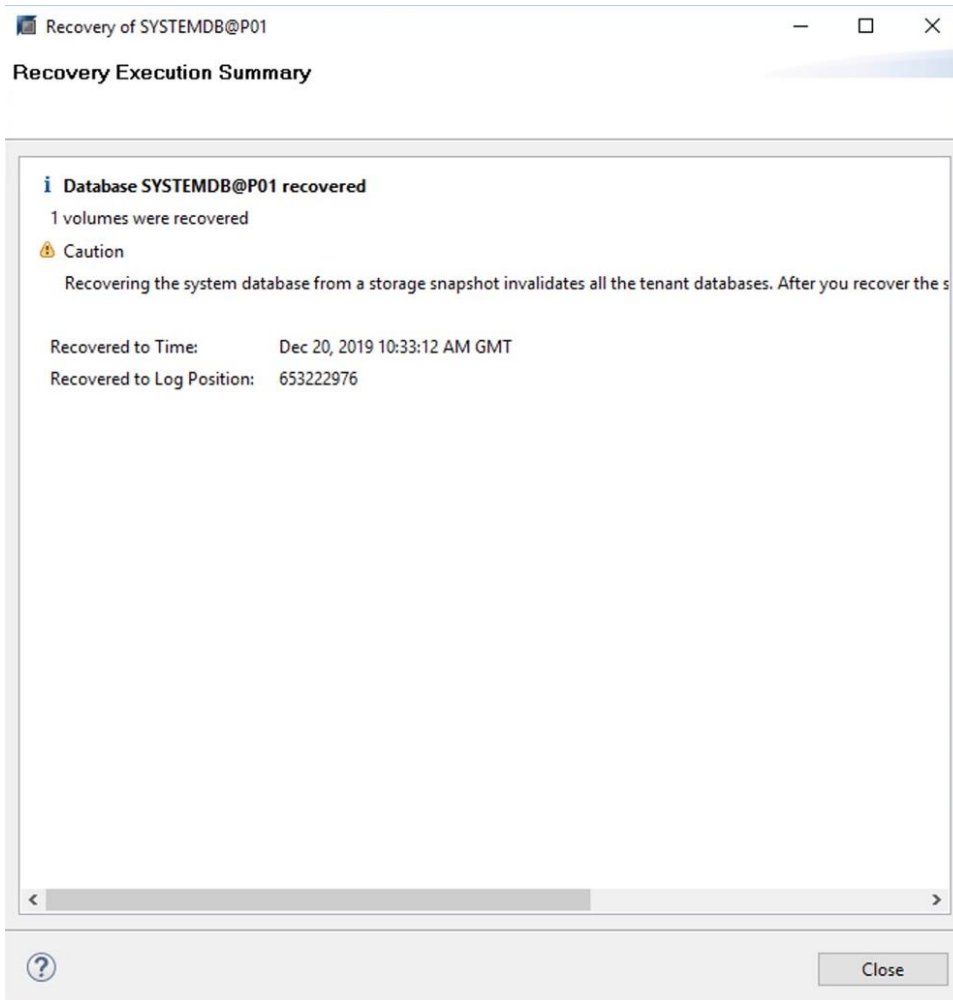 Recovery of SYSTEMDB@P01
Recovery Execution Summary
i Database SYSTEMDB@P01 recovered
1 volumes were recovered
Caution
Recovering the system database from a storage snapshot invalidates all the tenant databases. After you recover the s
Recovered to Time: Dec 20, 2019 10:33:12 AM GMT
Recovered to Log Position: 653222976
? Close